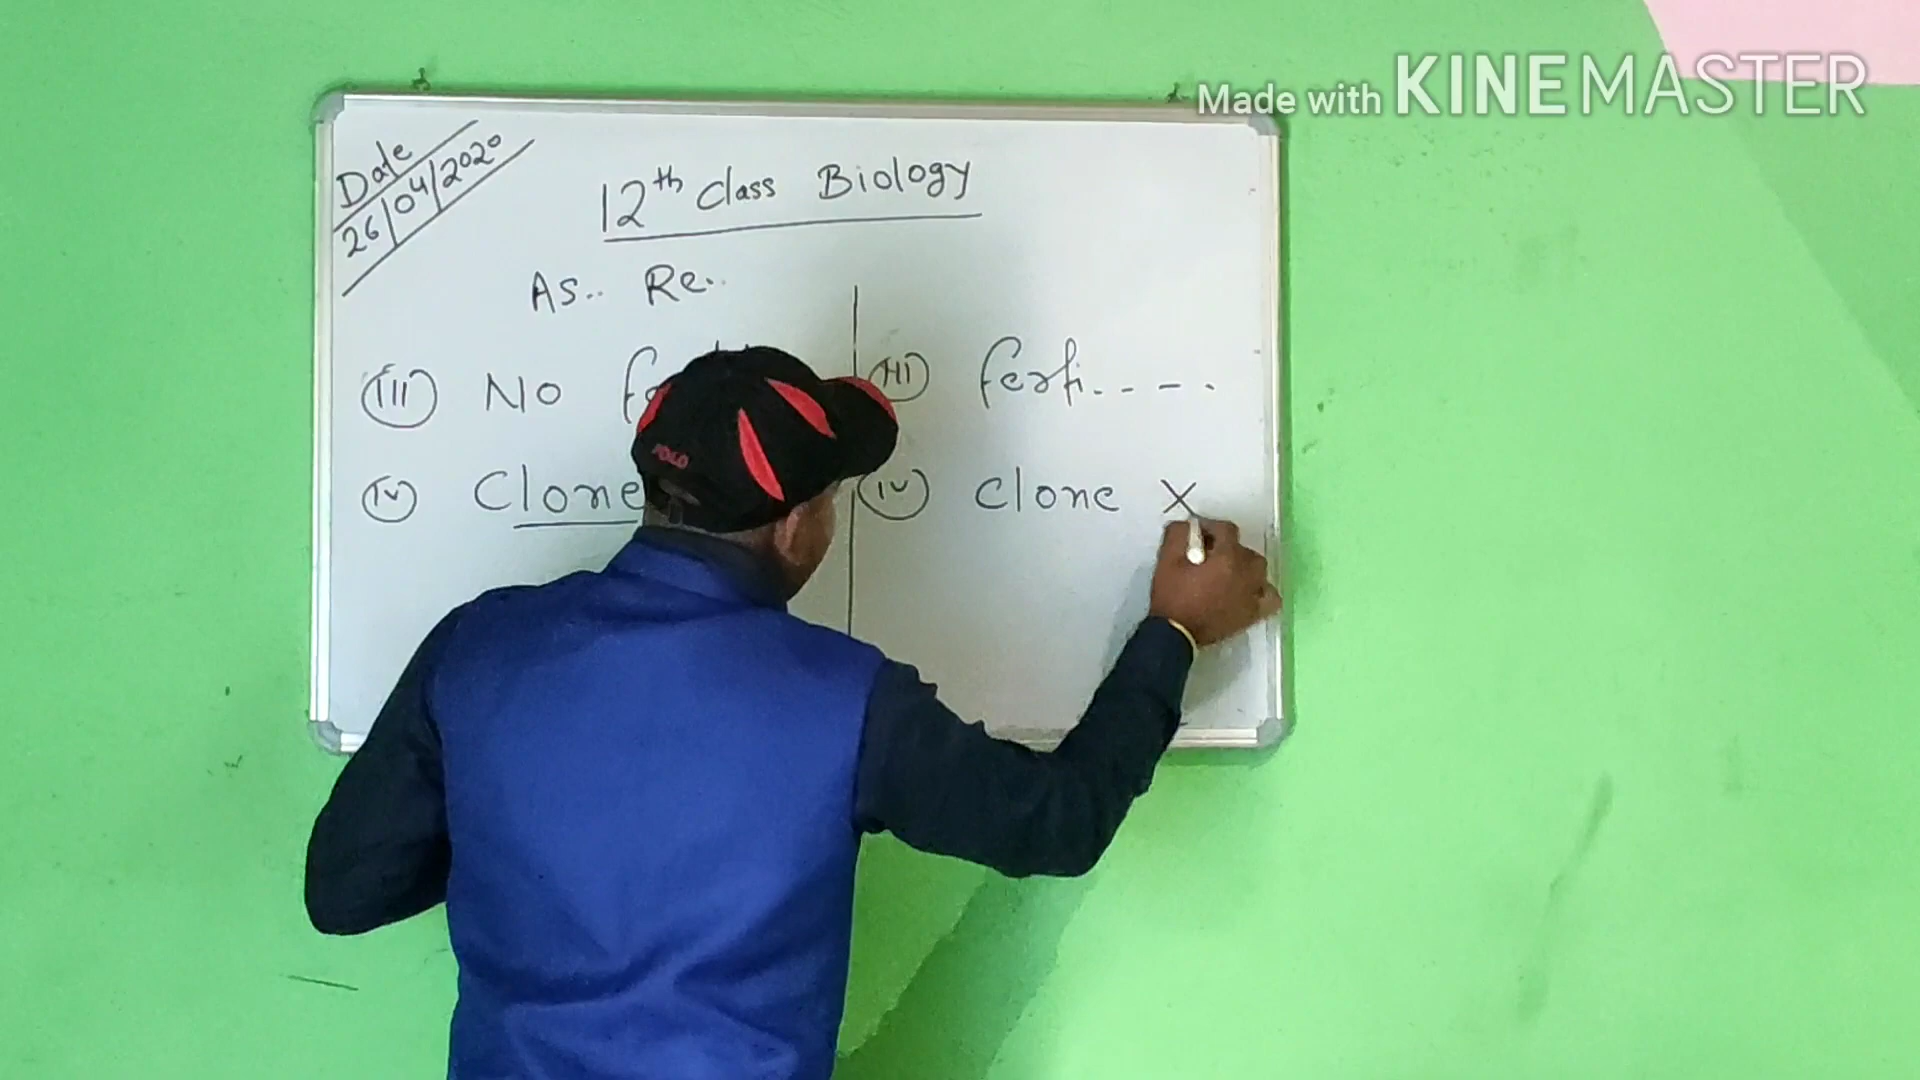 Made with KINEMASTER
Date
26/04/2020
12th Class Biology
As.. Re..
(III) No
(III) Ferti.----
(IV) Clone
(IV) Clone X
POLO